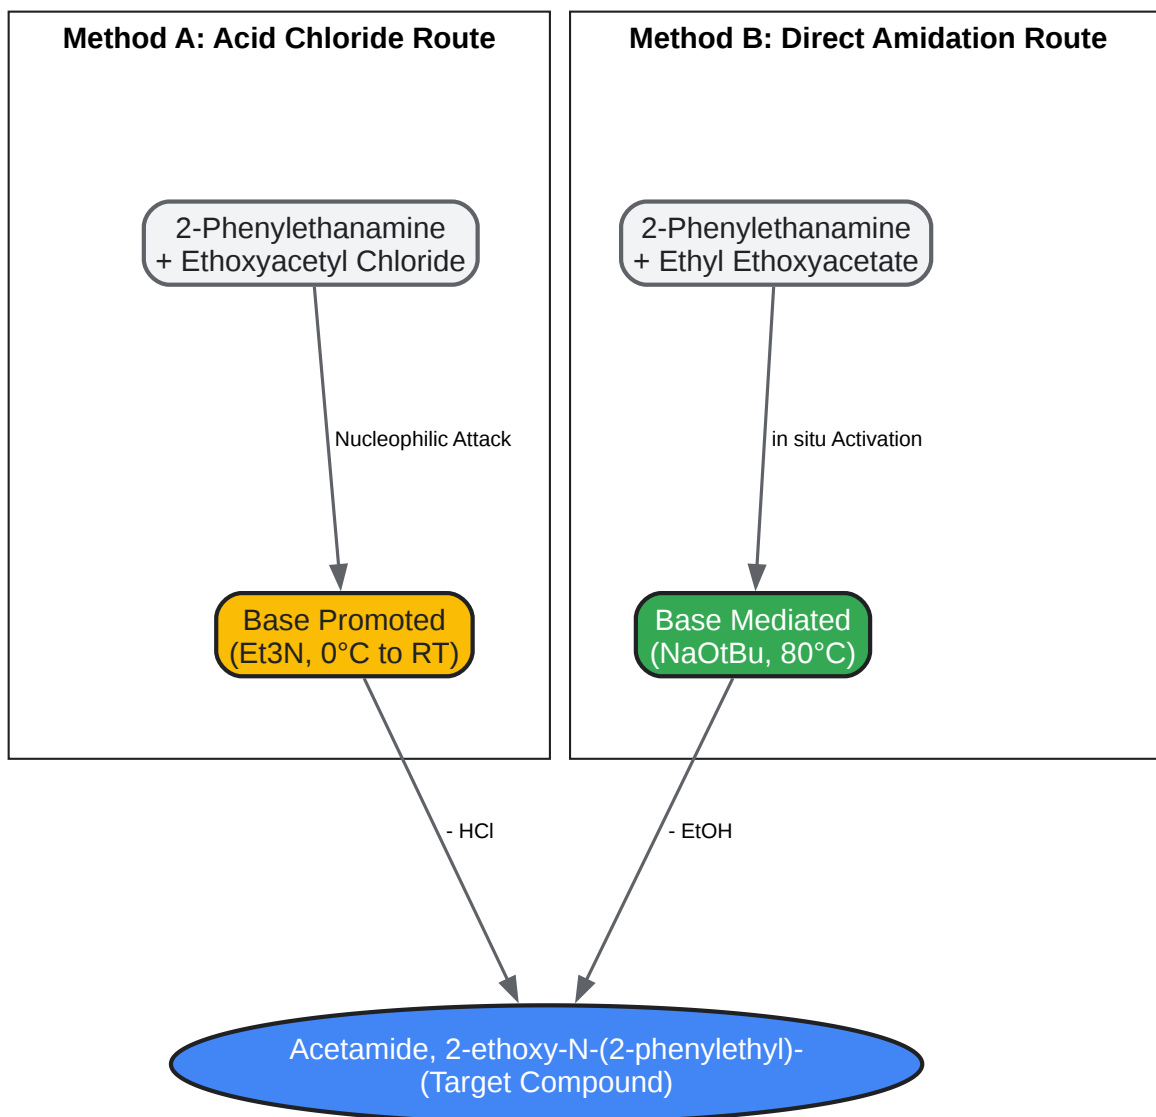 Method A: Acid Chloride Route
2-Phenylethanamine
+ Ethoxyacetyl Chloride
Nucleophilic Attack
Base Promoted
(Et3N, 0°C to RT)
- HCl
Method B: Direct Amidation Route
2-Phenylethanamine
+ Ethyl Ethoxyacetate
in situ Activation
Base Mediated
(NaOtBu, 80°C)
- EtOH
Acetamide, 2-ethoxy-N-(2-phenylethyl)-
(Target Compound)